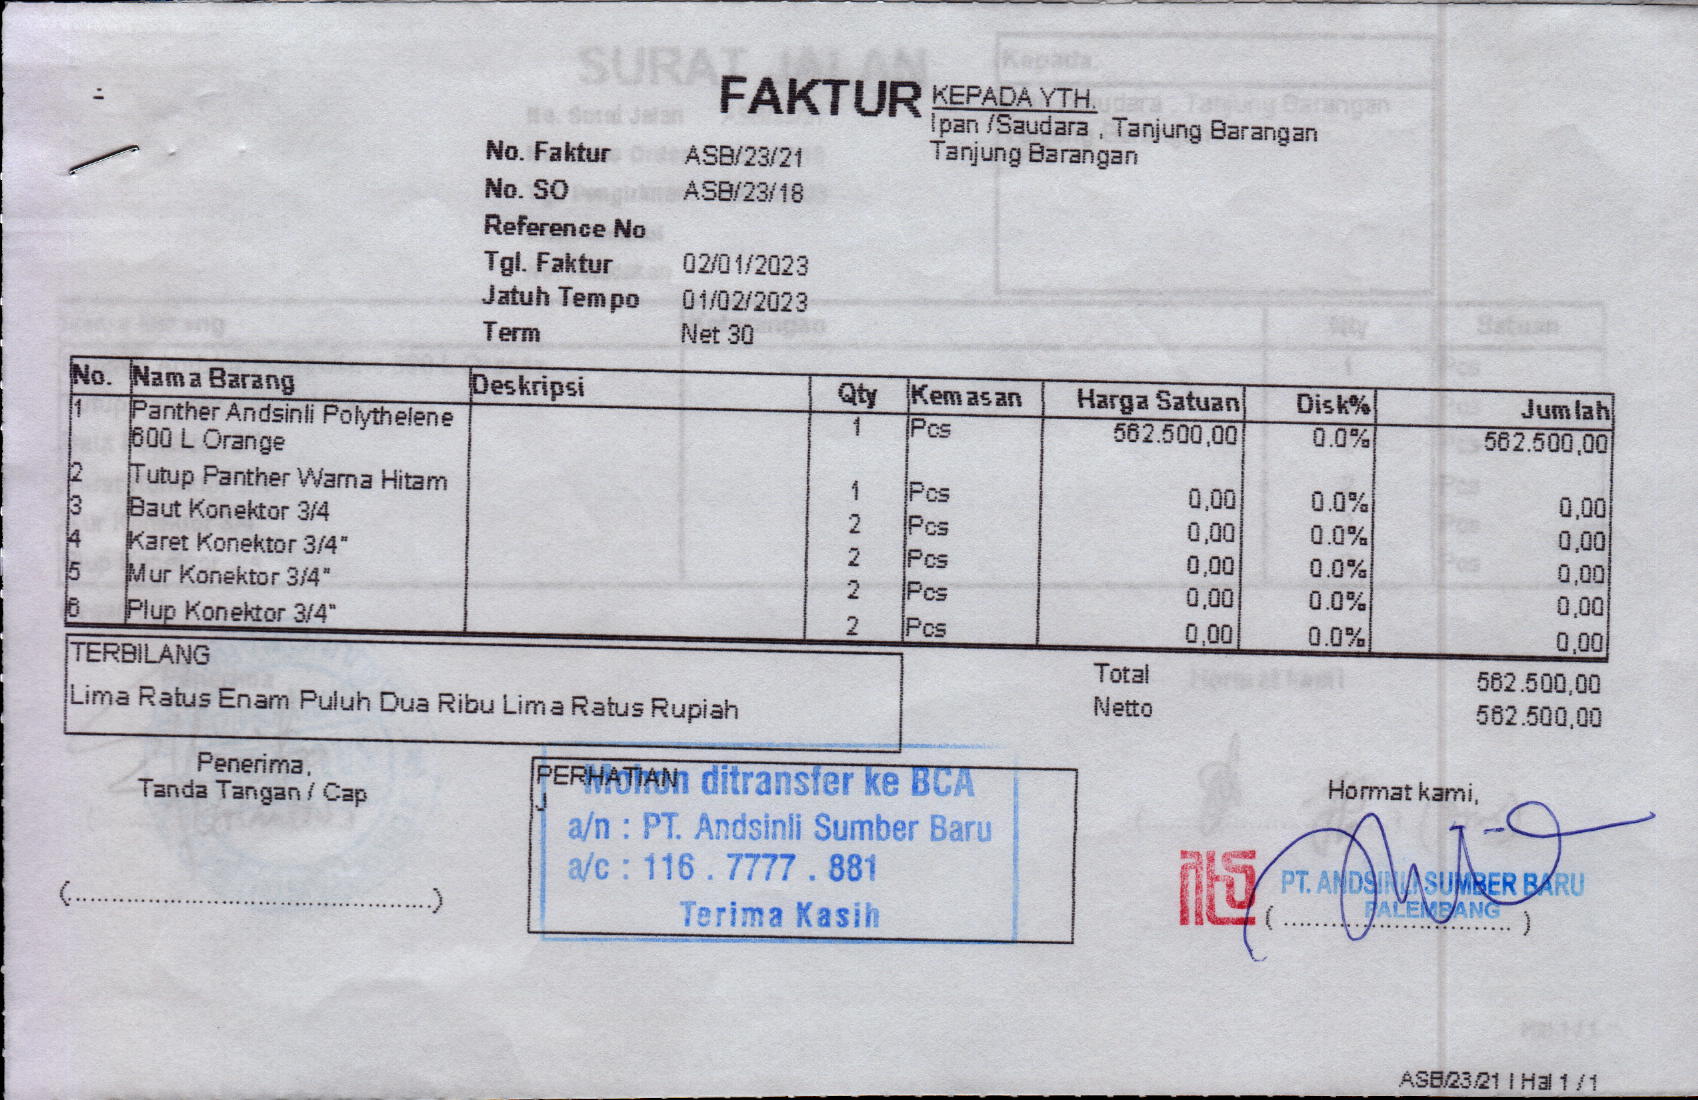 FAKTUR
KEPADA YTH.
Ipan /Saudara , Tanjung Barangan
Tanjung Barangan
No. Faktur ASB/23/21
No. SO ASB/23/18
Reference No
Tgl. Faktur 02/01/2023
Jatuh Tempo 01/02/2023
Term Net 30
No. Nama Barang Deskripsi Qty Kemasan Harga Satuan Disk% Jumlah
1 Panther Andsinli Polythelene 1 Pcs 562.500,00 0.0% 562.500,00
600 L Orange
2 Tutup Panther Warna Hitam 1 Pcs 0,00 0.0% 0,00
3 Baut Konektor 3/4 2 Pcs 0,00 0.0% 0,00
4 Karet Konektor 3/4" 2 Pcs 0,00 0.0% 0,00
5 Mur Konektor 3/4" 2 Pcs 0,00 0.0% 0,00
6 Plup Konektor 3/4" 2 Pcs 0,00 0.0% 0,00
TERBILANG
Lima Ratus Enam Puluh Dua Ribu Lima Ratus Rupiah
Total 562.500,00
Netto 562.500,00
Penerima,
Tanda Tangan / Cap
(............................................)
PERHATIAN
J
Mohon ditransfer ke BCA
a/n : PT. Andsinli Sumber Baru
a/c : 116 . 7777 . 881
Terima Kasih
Hormat kami,
PT. ANDSINLI SUMBER BARU
PALEMBANG
(..............................)
ASB/23/21 | Hal 1 / 1
SURAT JALAN
Kepada